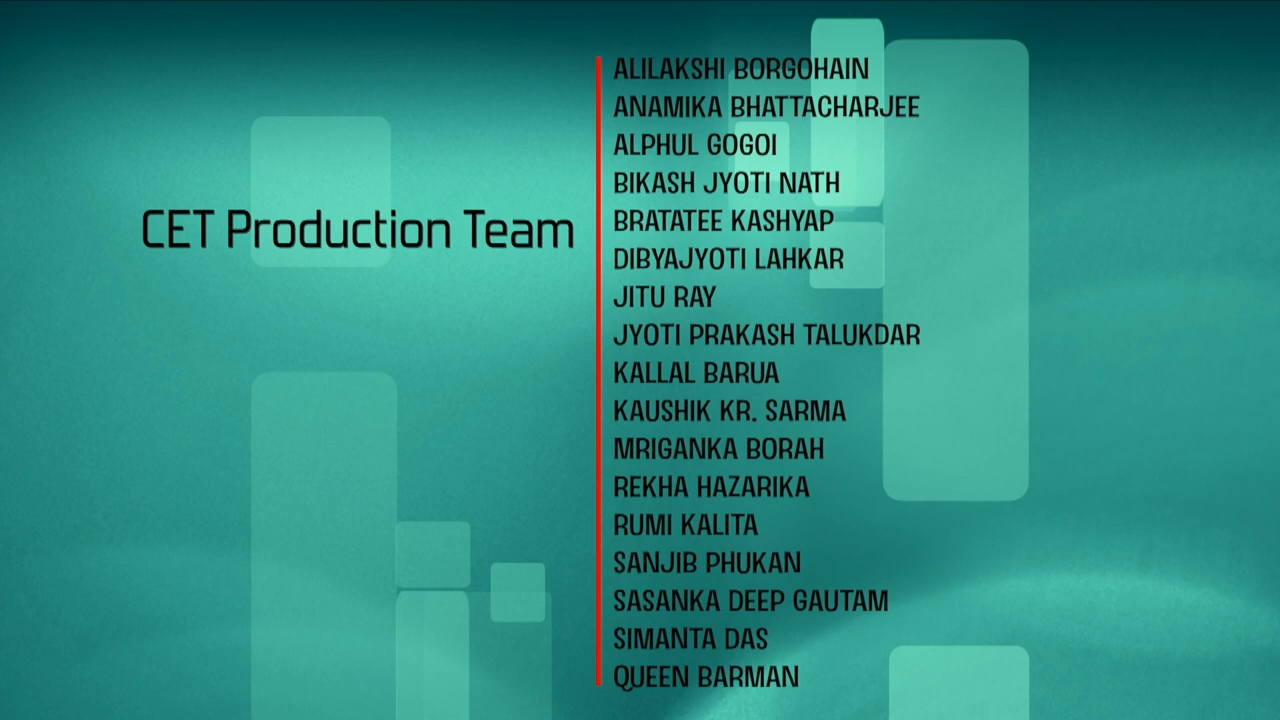 CET Production Team
ALILAKSHI BORGOHAIN
ANAMIKA BHATTACHARJEE
ALPHUL GOGOI
BIKASH JYOTI NATH
BRATATEE KASHYAP
DIBYAJYOTI LAHKAR
JITU RAY
JYOTI PRAKASH TALUKDAR
KALLAL BARUA
KAUSHIK KR. SARMA
MRIGANKA BORAH
REKHA HAZARIKA
RUMI KALITA
SANJIB PHUKAN
SASANKA DEEP GAUTAM
SIMANTA DAS
QUEEN BARMAN